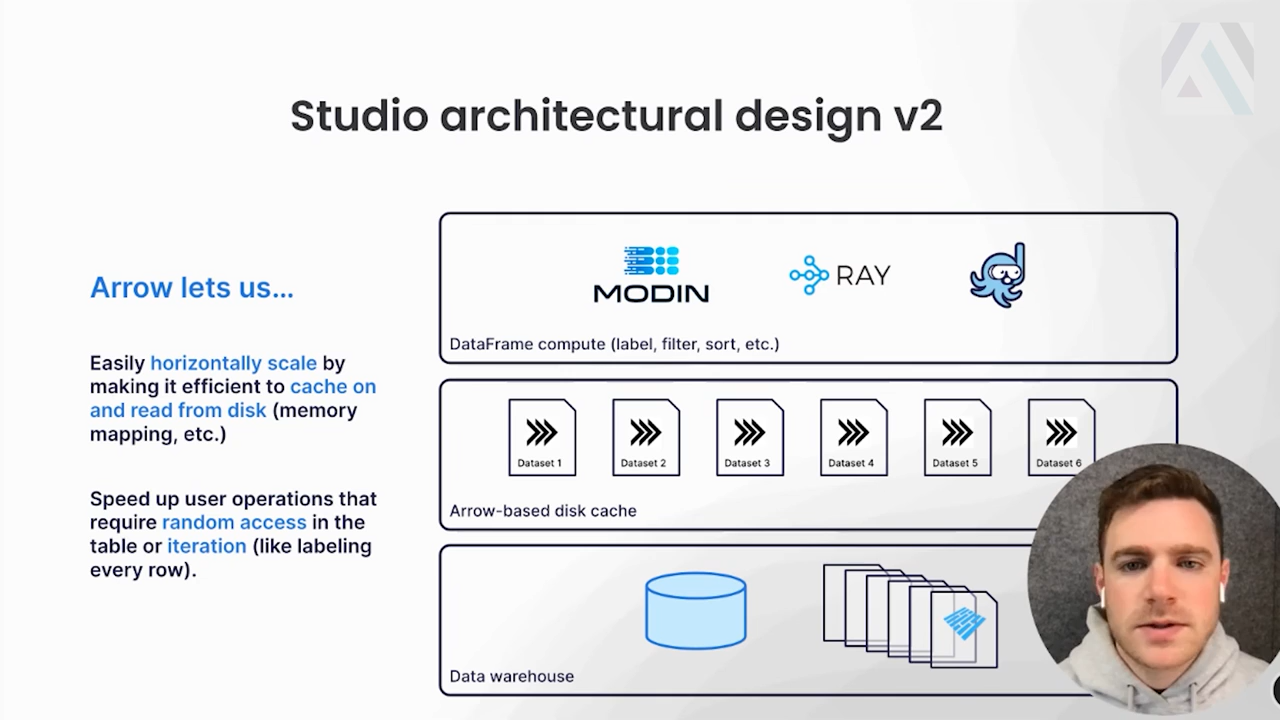 Studio architectural design v2
Arrow lets us...
Easily horizontally scale by
making it efficient to cache on
and read from disk (memory
mapping, etc.)
Speed up user operations that
require random access in the
table or iteration (like labeling
every row).
MODIN
RAY
DataFrame compute (label, filter, sort, etc.)
Dataset 1
Dataset 2
Dataset 3
Dataset 4
Dataset 5
Dataset 6
Arrow-based disk cache
Data warehouse